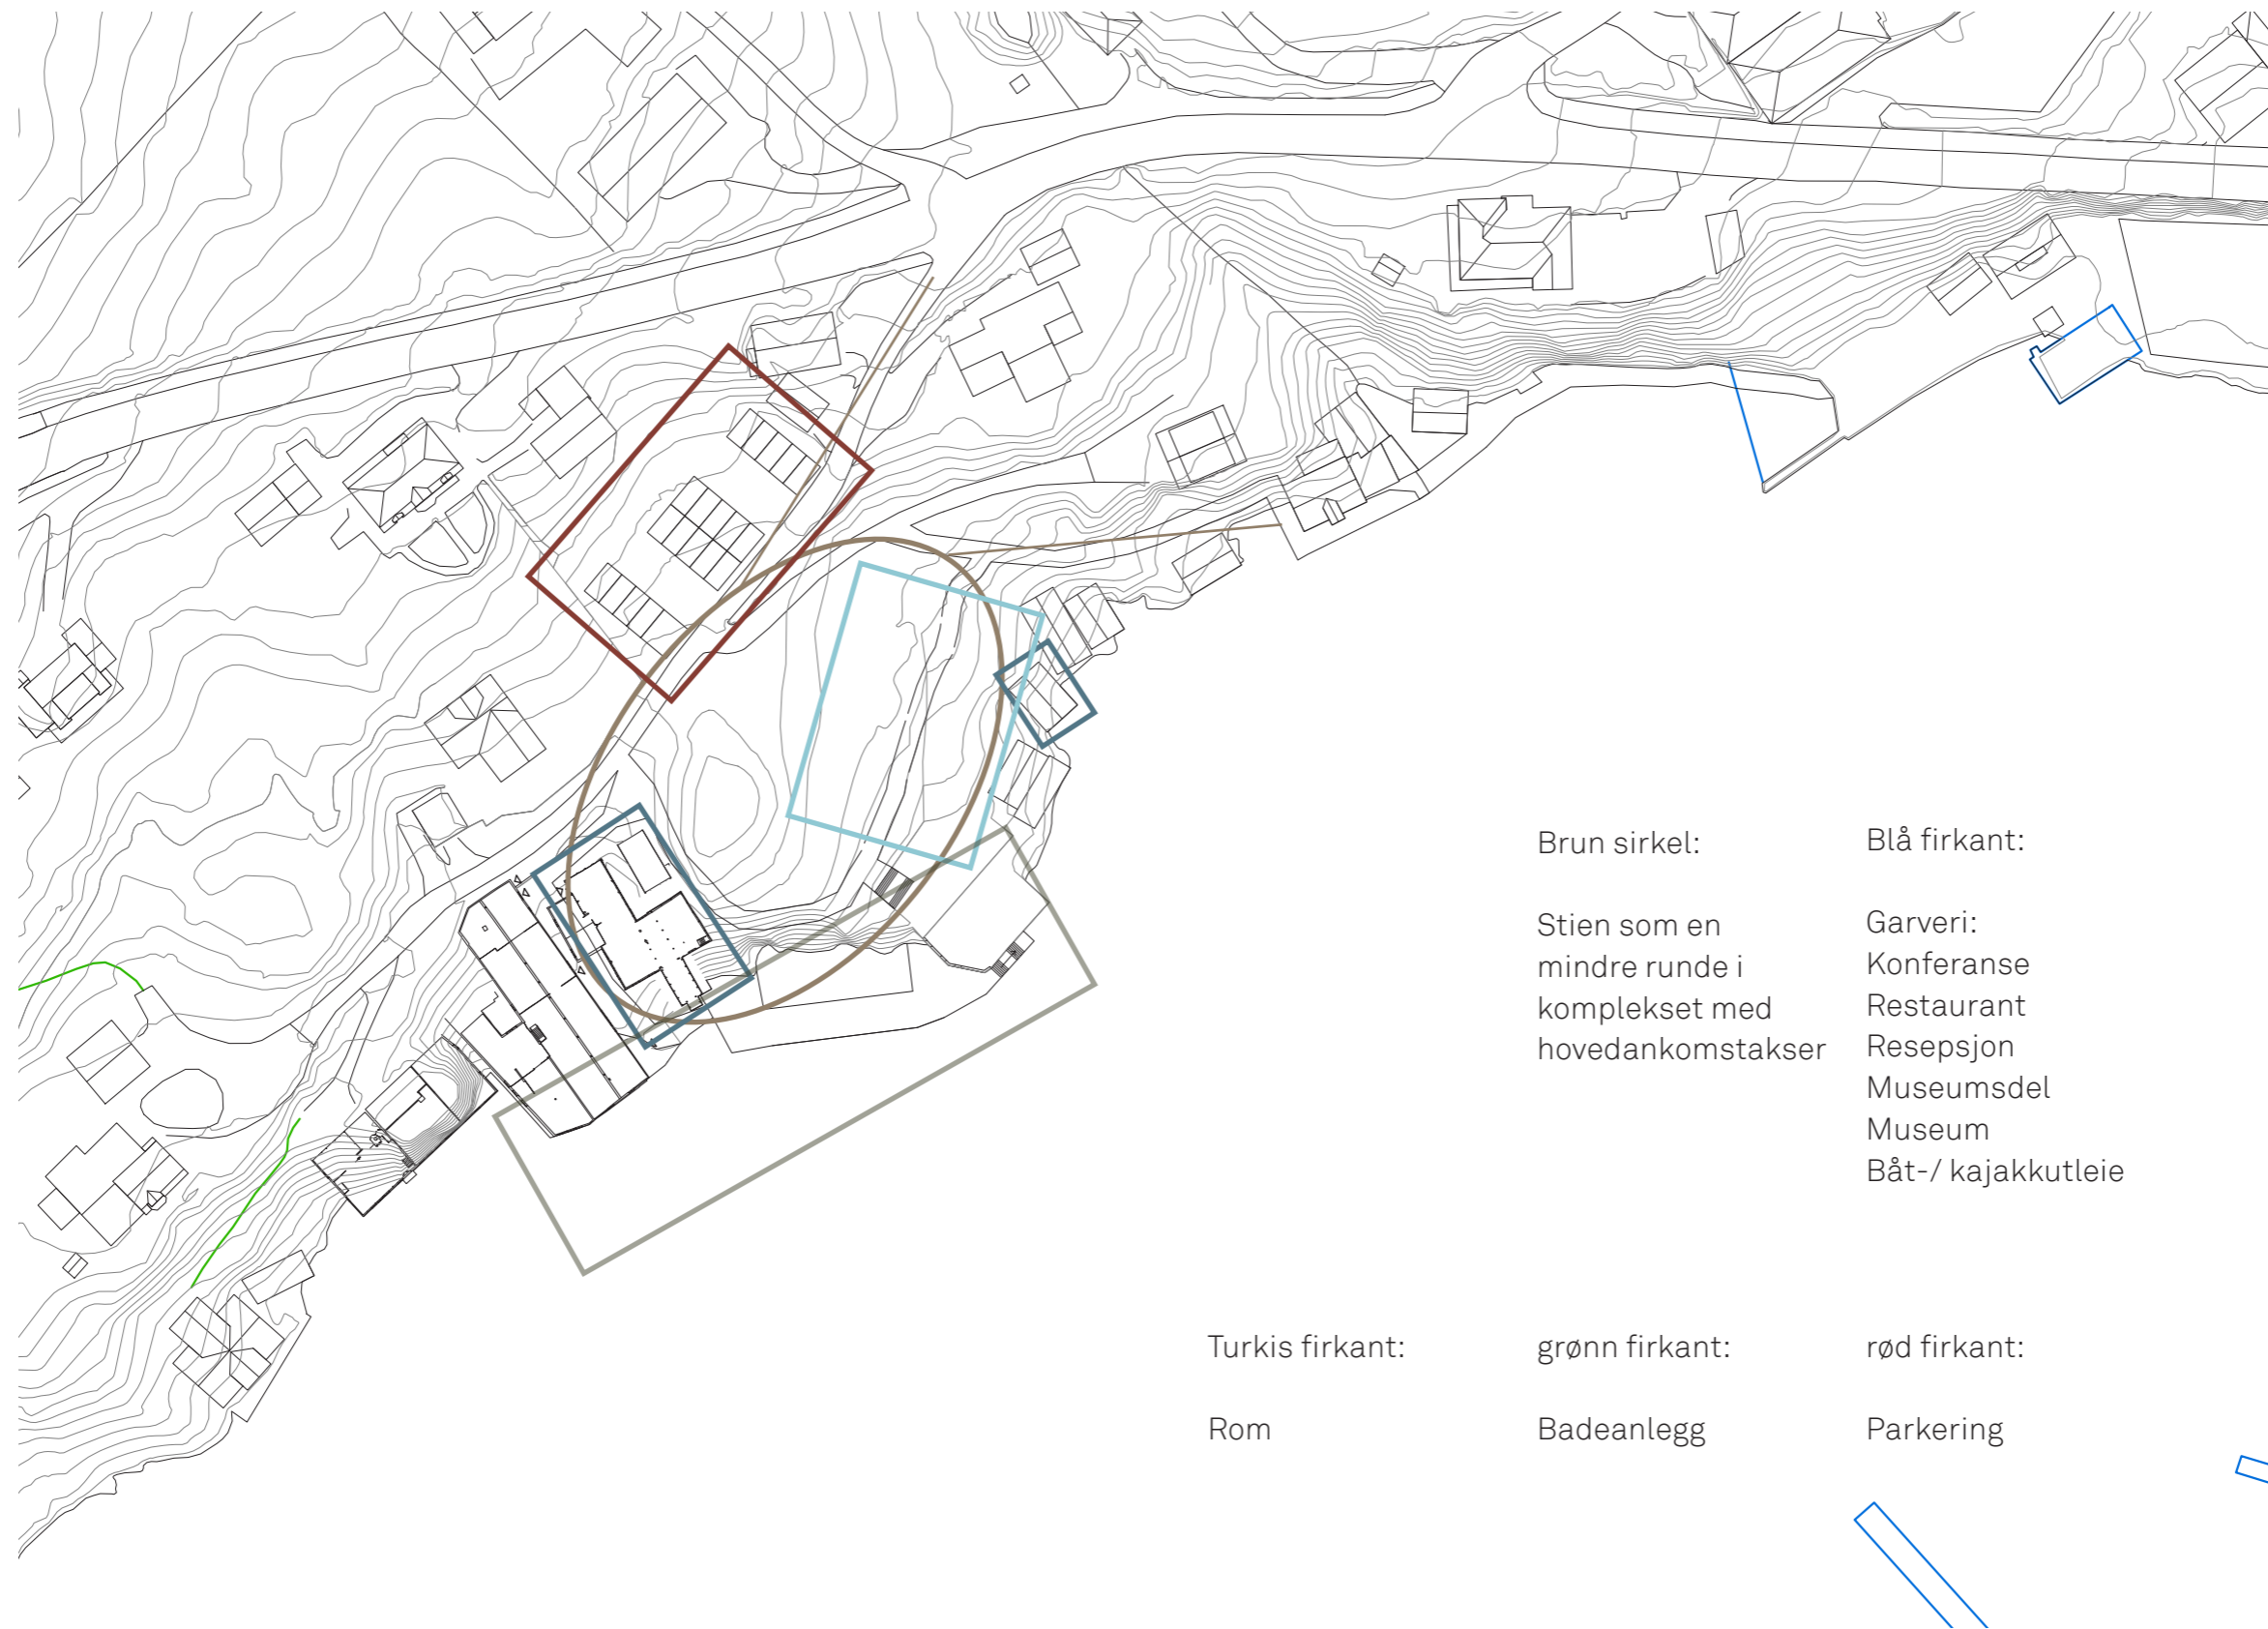 Brun sirkel:
Stien som en
mindre runde i
komplekset med
hovedankomstakser
Blå firkant:
Garveri:
Konferanse
Restaurant
Resepsjon
Museumsdel
Museum
Båt-/ kajakkutleie
Turkis firkant:
Rom
grønn firkant:
Badeanlegg
rød firkant:
Parkering